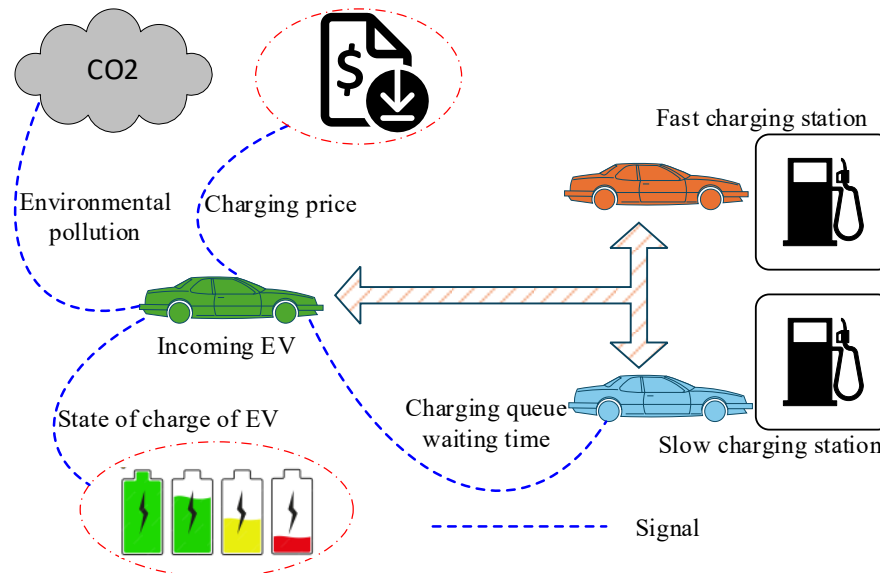 CO2
$
Fast charging station
Environmental
pollution
Charging price
Incoming EV
State of charge of EV
Charging queue
waiting time
Slow charging station
Signal